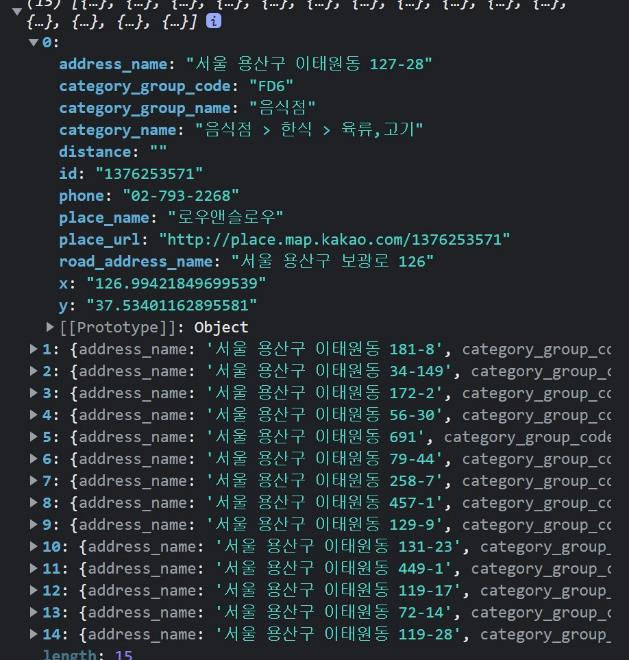 (15) [{…}, {…}, {…}, {…}, {…}, {…}, {…}, {…}, {…}, {…}, {…},
{…}, {…}, {…}, {…}] i
▼0:
address_name: "서울 용산구 이태원동 127-28"
category_group_code: "FD6"
category_group_name: "음식점"
category_name: "음식점 > 한식 > 육류,고기"
distance: ""
id: "1376253571"
phone: "02-793-2268"
place_name: "로우앤슬로우"
place_url: "http://place.map.kakao.com/1376253571"
road_address_name: "서울 용산구 보광로 126"
x: "126.99421849699539"
y: "37.53401162895581"
▶[[Prototype]]: Object
▶1: {address_name: '서울 용산구 이태원동 181-8', category_group_cc
▶2: {address_name: '서울 용산구 이태원동 34-149', category_group_c
▶3: {address_name: '서울 용산구 이태원동 172-2', category_group_cc
▶4: {address_name: '서울 용산구 이태원동 56-30', category_group_cc
▶5: {address_name: '서울 용산구 이태원동 691', category_group_code
▶6: {address_name: '서울 용산구 이태원동 79-44', category_group_cc
▶7: {address_name: '서울 용산구 이태원동 258-7', category_group_cc
▶8: {address_name: '서울 용산구 이태원동 457-1', category_group_cc
▶9: {address_name: '서울 용산구 이태원동 129-9', category_group_cc
▶10: {address_name: '서울 용산구 이태원동 131-23', category_group_
▶11: {address_name: '서울 용산구 이태원동 449-1', category_group_c
▶12: {address_name: '서울 용산구 이태원동 119-17', category_group_
▶13: {address_name: '서울 용산구 이태원동 72-14', category_group_c
▶14: {address_name: '서울 용산구 이태원동 119-28', category_group_
length: 15